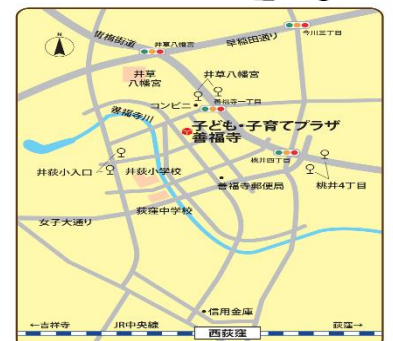 今川三丁目
青梅街道
早稲田通り
井草八幡宮
井草
八幡宮
井草八幡宮
コンビニ
善福寺一丁目
善福寺川
子ども・子育てプラザ
善福寺
桃井四丁目
井荻小入口
井荻小学校
善福寺郵便局
桃井4丁目
荻窪中学校
女子大通り
信用金庫
←吉祥寺
JR中央線
西荻窪
荻窪→